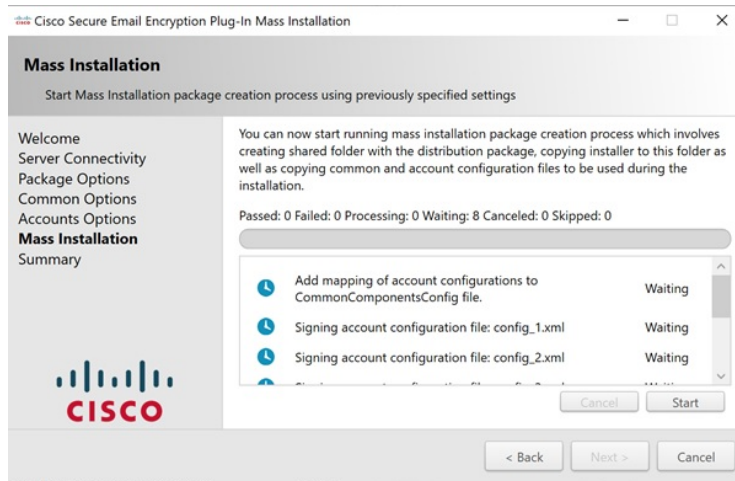 Cisco Secure Email Encryption Plug-In Mass Installation
Mass Installation
Start Mass Installation package creation process using previously specified settings
Welcome
Server Connectivity
Package Options
Common Options
Accounts Options
Mass Installation
Summary
CISCO
You can now start running mass installation package creation process which involves
creating shared folder with the distribution package, copying installer to this folder as
well as copying common and account configuration files to be used during the
installation.
Passed: 0 Failed: 0 Processing: 0 Waiting: 8 Canceled: 0 Skipped: 0
Add mapping of account configurations to
CommonComponentsConfig file.
Waiting
Signing account configuration file: config_1.xml
Waiting
Signing account configuration file: config_2.xml
Waiting
Cancel
Start
< Back
Next >
Cancel